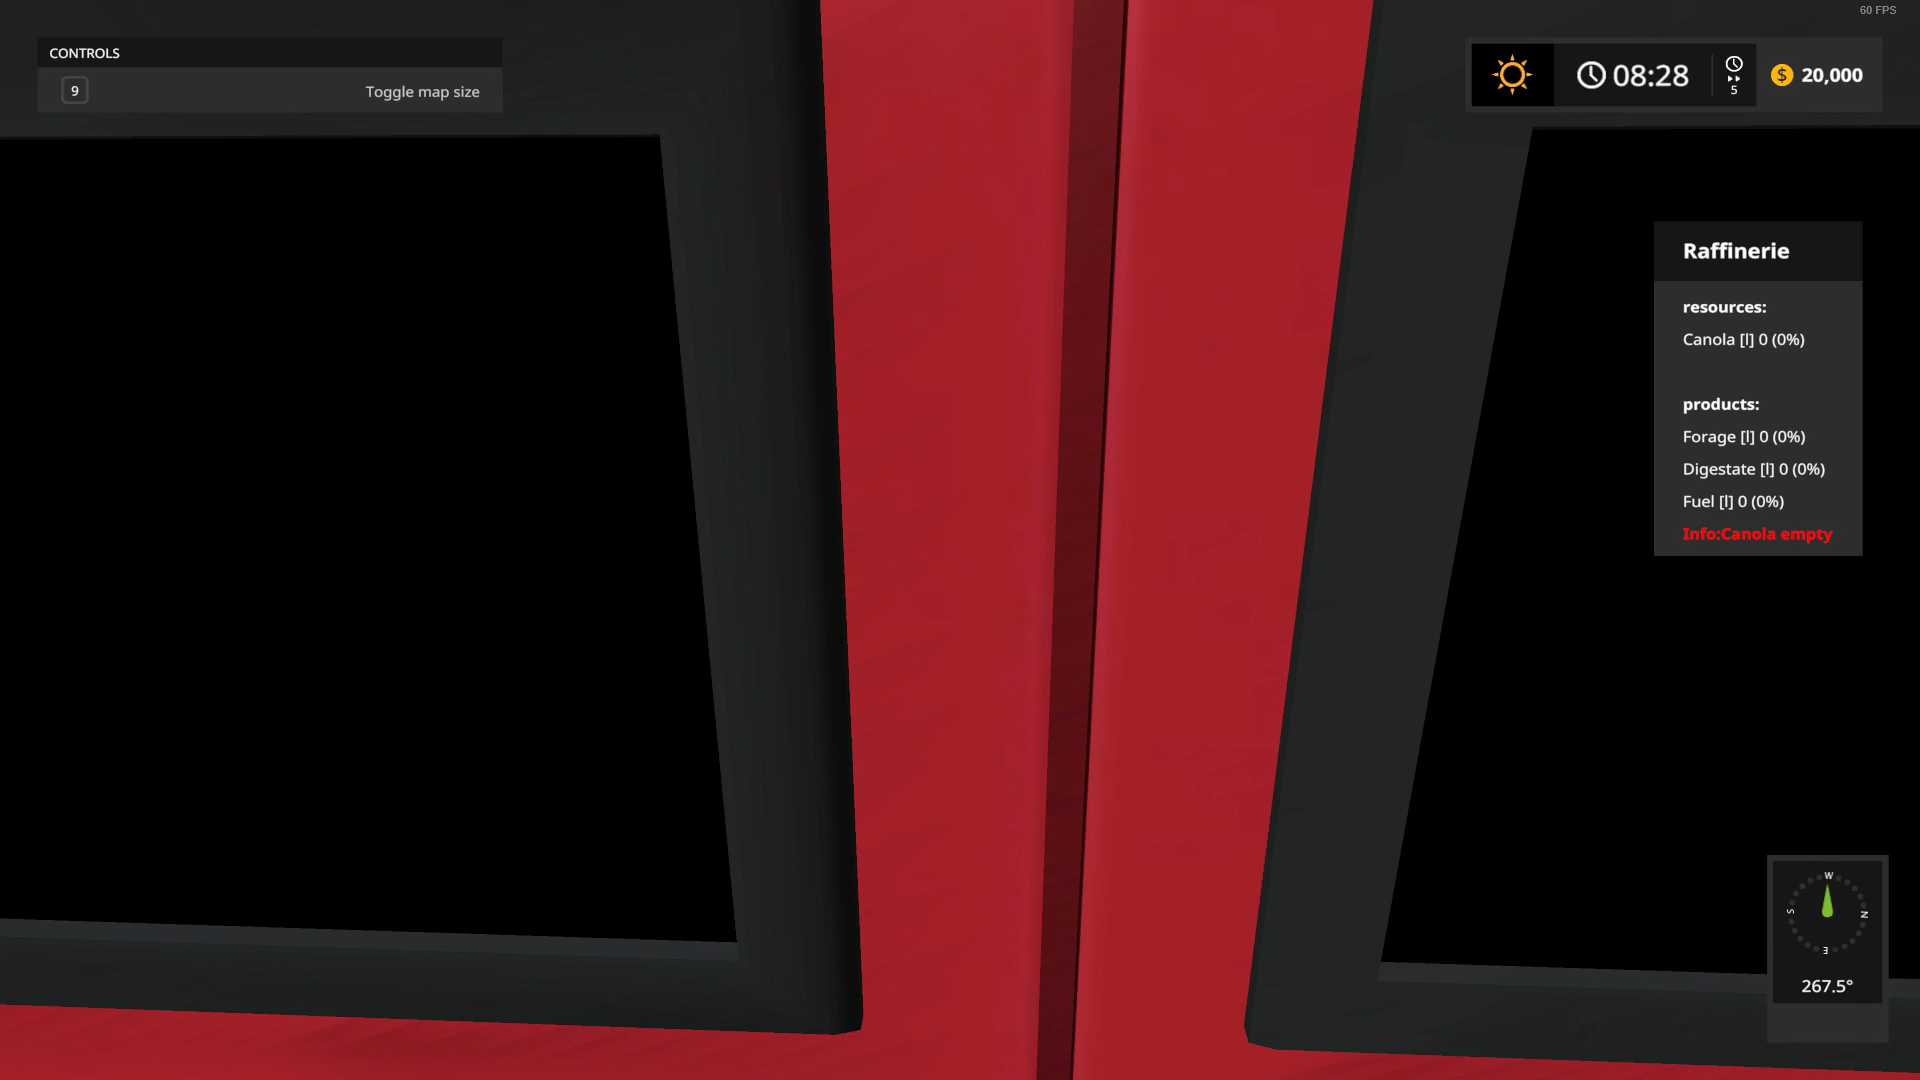 60 FPS
CONTROLS
9 Toggle map size
08:28
5
20,000
Raffinerie
resources:
Canola [l] 0 (0%)
products:
Forage [l] 0 (0%)
Digestate [l] 0 (0%)
Fuel [l] 0 (0%)
Info:Canola empty
W
S N
E
267.5°